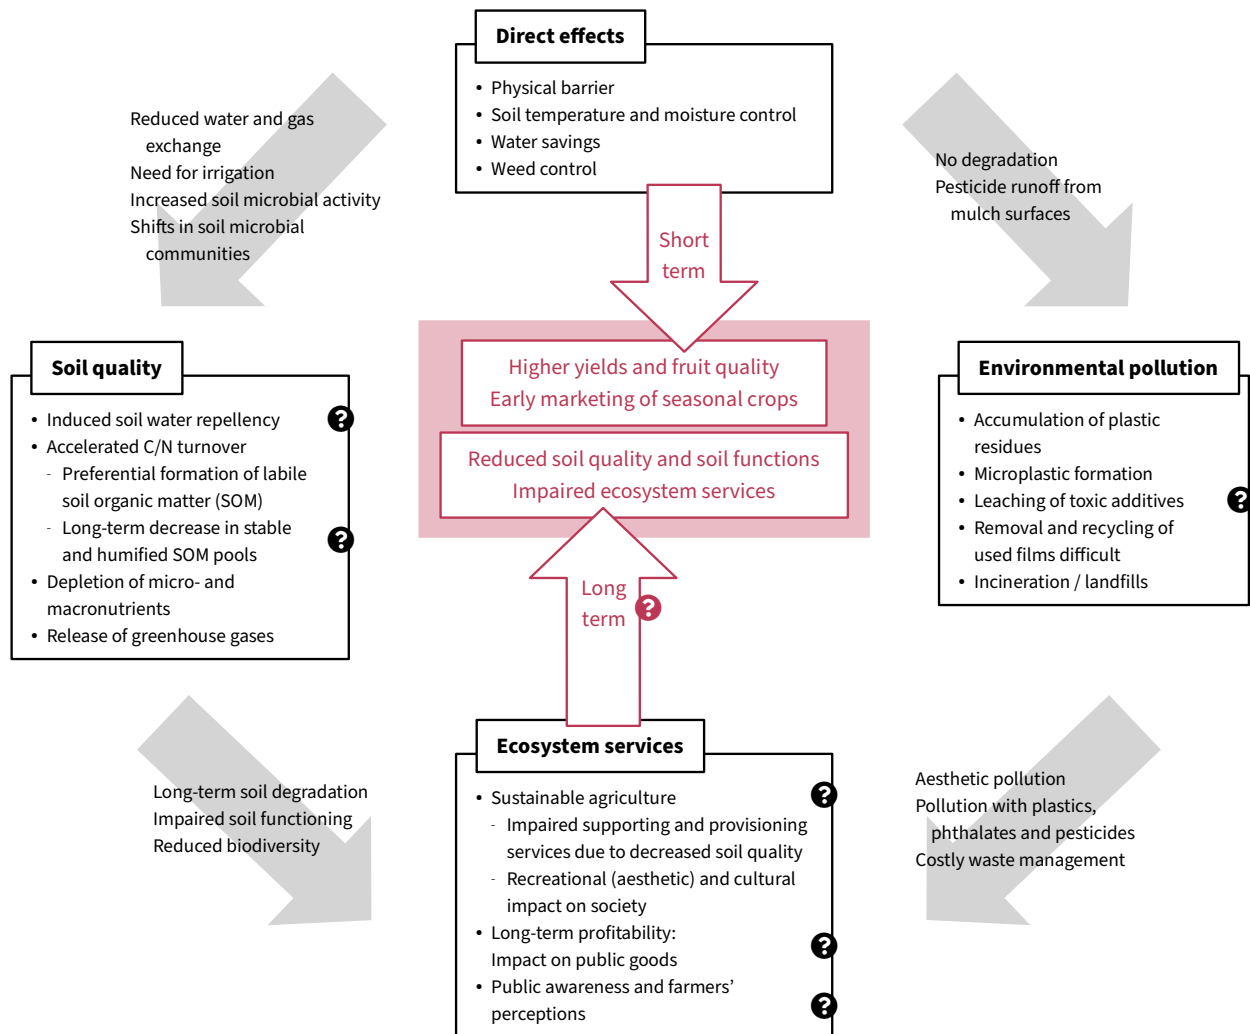 Direct effects
• Physical barrier
• Soil temperature and moisture control
• Water savings
• Weed control
Reduced water and gas
exchange
Need for irrigation
Increased soil microbial activity
Shifts in soil microbial
communities
No degradation
Pesticide runoff from
mulch surfaces
Short
term
Soil quality
• Induced soil water repellency ?
• Accelerated C/N turnover
- Preferential formation of labile
soil organic matter (SOM)
- Long-term decrease in stable ?
and humified SOM pools
• Depletion of micro- and
macronutrients
• Release of greenhouse gases
Higher yields and fruit quality
Early marketing of seasonal crops
Reduced soil quality and soil functions
Impaired ecosystem services
Environmental pollution
• Accumulation of plastic
residues
• Microplastic formation
• Leaching of toxic additives ?
• Removal and recycling of
used films difficult
• Incineration / landfills
Long
term ?
Long-term soil degradation
Impaired soil functioning
Reduced biodiversity
Ecosystem services
• Sustainable agriculture ?
- Impaired supporting and provisioning
services due to decreased soil quality
- Recreational (aesthetic) and cultural
impact on society
• Long-term profitability: ?
Impact on public goods
• Public awareness and farmers’ ?
perceptions
Aesthetic pollution
Pollution with plastics,
phthalates and pesticides
Costly waste management